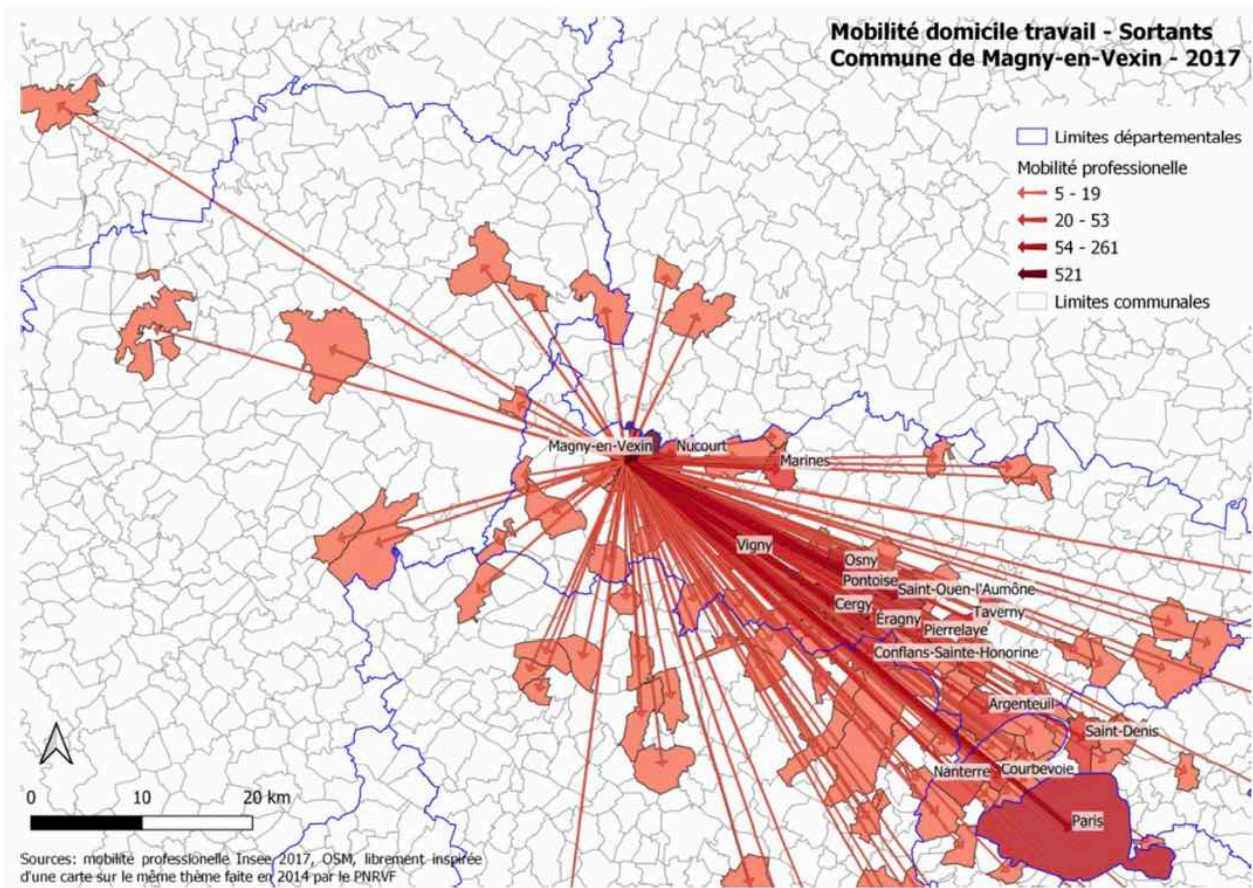 Mobilité domicile travail - Sortants
Commune de Magny-en-Vexin - 2017
Limites départementales
Mobilité professionelle
5 - 19
20 - 53
54 - 261
521
Limites communales
Magny-en-Vexin
Nucourt
Marines
Vigny
Osny
Pontoise
Saint-Ouen-l'Aumône
Cergy
Éragny
Taverny
Pierrelaye
Conflans-Sainte-Honorine
Argenteuil
Saint-Denis
Nanterre
Courbevoie
Paris
0 10 20 km
Sources: mobilité professionelle Insee 2017, OSM, librement inspirée
d'une carte sur le même thème faite en 2014 par le PNRVF